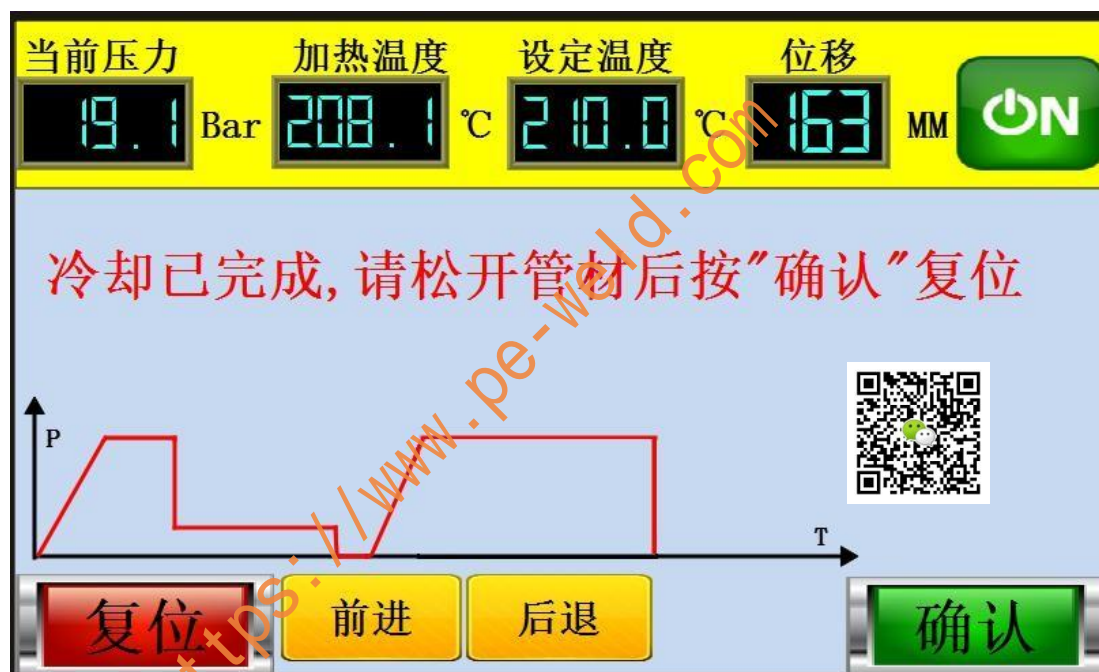 当前压力 加热温度 设定温度 位移
19.1 Bar 208.1 ℃ 210.0 ℃ 163 MM ON
冷却已完成,请松开管材后按"确认"复位
P
T
复位 前进 后退 确认
https://www.pe-weld.com